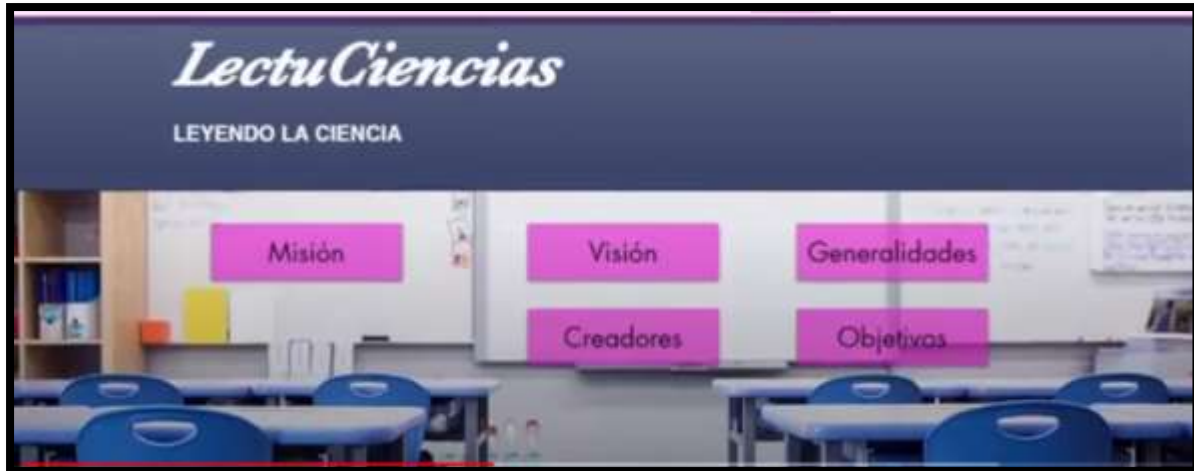 LectuCiencias
LEYENDO LA CIENCIA
Misión Visión Generalidades
Creadores Objetivos